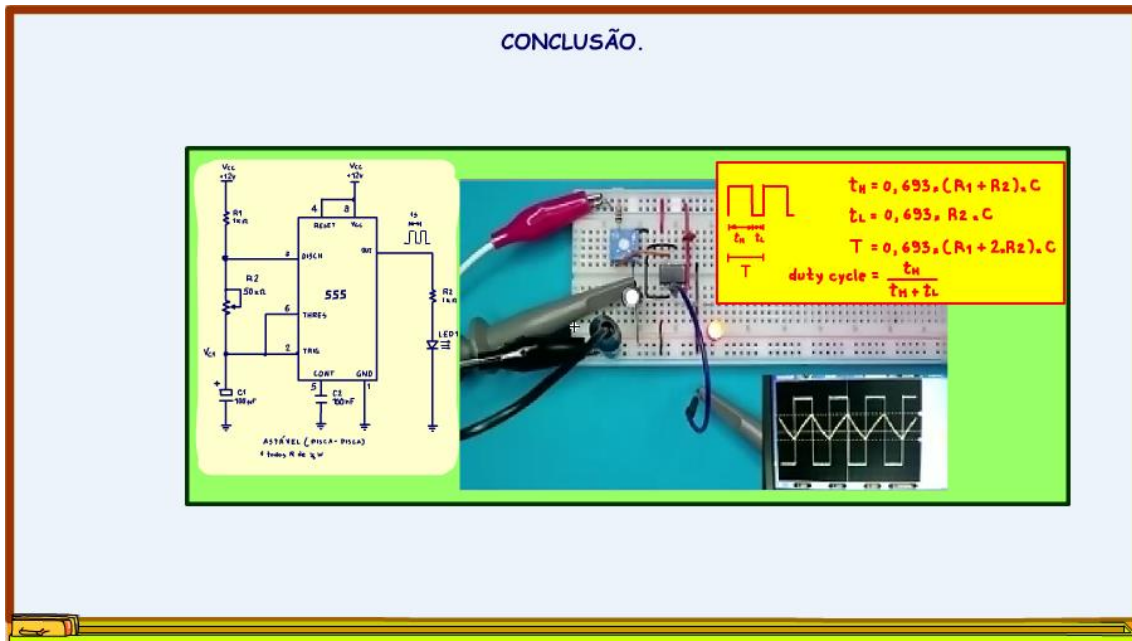 CONCLUSÃO.
Vcc
+12V
Vcc
+12V
R1
1KΩ
4
8
RESET
Vcc
tS
7
DISCH
OUT
R2
50KΩ
555
R2
1KΩ
6
THRES
LED1
Vc1
2
TRIG
+
C1
CONT
GND
5
C2
100nF
1
ASTÁVEL (PISCA-PISCA)
tH
tL
T
tH = 0,693.(R1 + R2).C
tL = 0,693. R2.C
T = 0,693.(R1 + 2.R2).C
duty cycle = tH
tH + tL